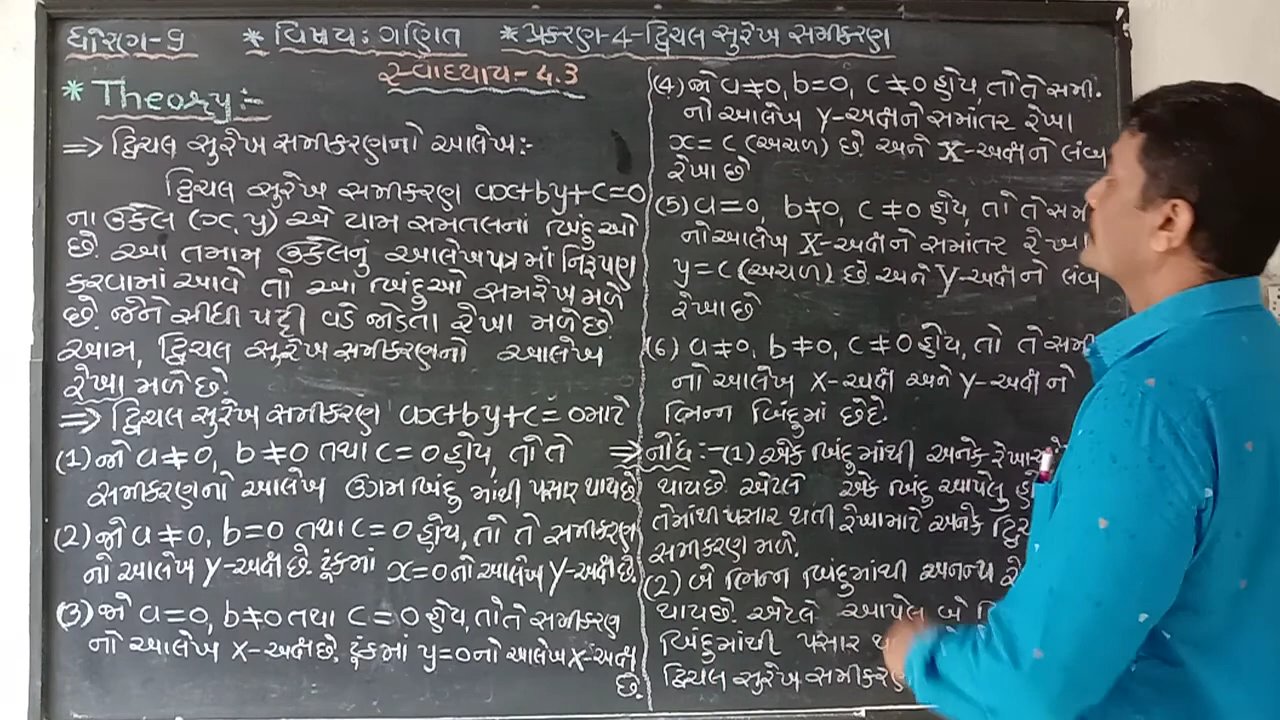 ધોરણ-9 * વિષય: ગણિત * પ્રકરણ-4-દ્વિચલ સુરેખ સમીકરણ
સ્વાધ્યાય-4.3
* Theory:-
⇒ દ્વિચલ સુરેખ સમીકરણનો આલેખ:-
દ્વિચલ સુરેખ સમીકરણ ax+by+c=0
ના ઉકેલ (x, y) એ યામ સમતલનાં બિંદુઓ
છે. આ તમામ ઉકેલનું આલેખપત્રમાં નિરૂપણ
કરવામાં આવે તો આ બિંદુઓ સમરેખ મળે
છે. જેને સીધી પટ્ટી વડે જોડતા રેખા મળે છે.
આમ, દ્વિચલ સુરેખ સમીકરણનો આલેખ
રેખા મળે છે.
⇒ દ્વિચલ સુરેખ સમીકરણ ax+by+c=0 માટે
(1) જો a≠0, b≠0 તથા c=0 હોય, તો તે
સમીકરણનો આલેખ ઉગમબિંદુ માંથી પસાર થાય છે
(2) જો a≠0, b=0 તથા c=0 હોય, તો તે સમીકરણ
નો આલેખ Y-અક્ષ છે. ટૂંકમાં x=0 નો આલેખ Y-અક્ષ છે.
(3) જો a=0, b≠0 તથા c=0 હોય, તો તે સમીકરણ
નો આલેખ X-અક્ષ છે. ટૂંકમાં y=0 નો આલેખ X-અક્ષ
છે.
(4) જો a≠0, b=0, c≠0 હોય, તો તે સમી.
નો આલેખ Y-અક્ષને સમાંતર રેખા
x=c (અચળ) છે. અને X-અક્ષ ને લંબ
રેખા છે
(5) a=0, b≠0, c≠0 હોય, તો તે સમ
નો આલેખ X-અક્ષ ને સમાંતર રેખા
y=c (અચળ) છે. અને Y-અક્ષ ને લંબ
રેખા છે
(6) a≠0, b≠0, c≠0 હોય, તો તે સમી
નો આલેખ X-અક્ષ અને Y-અક્ષ ને
ભિન્ન બિંદુમાં છેદે.
⇒ નોંધ:-(1) એક બિંદુમાંથી અનેક રેખા
થાય છે. એટલે એક બિંદુ આપેલુ હો
તેમાંથી પસાર થતી રેખા માટે અનેક દ્વિ
સમીકરણ મળે.
(2) બે ભિન્ન બિંદુમાંથી અનન્ય રે
થાય છે. એટલે આપેલ બે
બિંદુમાંથી પસાર થ
દ્વિચલ સુરેખ સમીકરણ